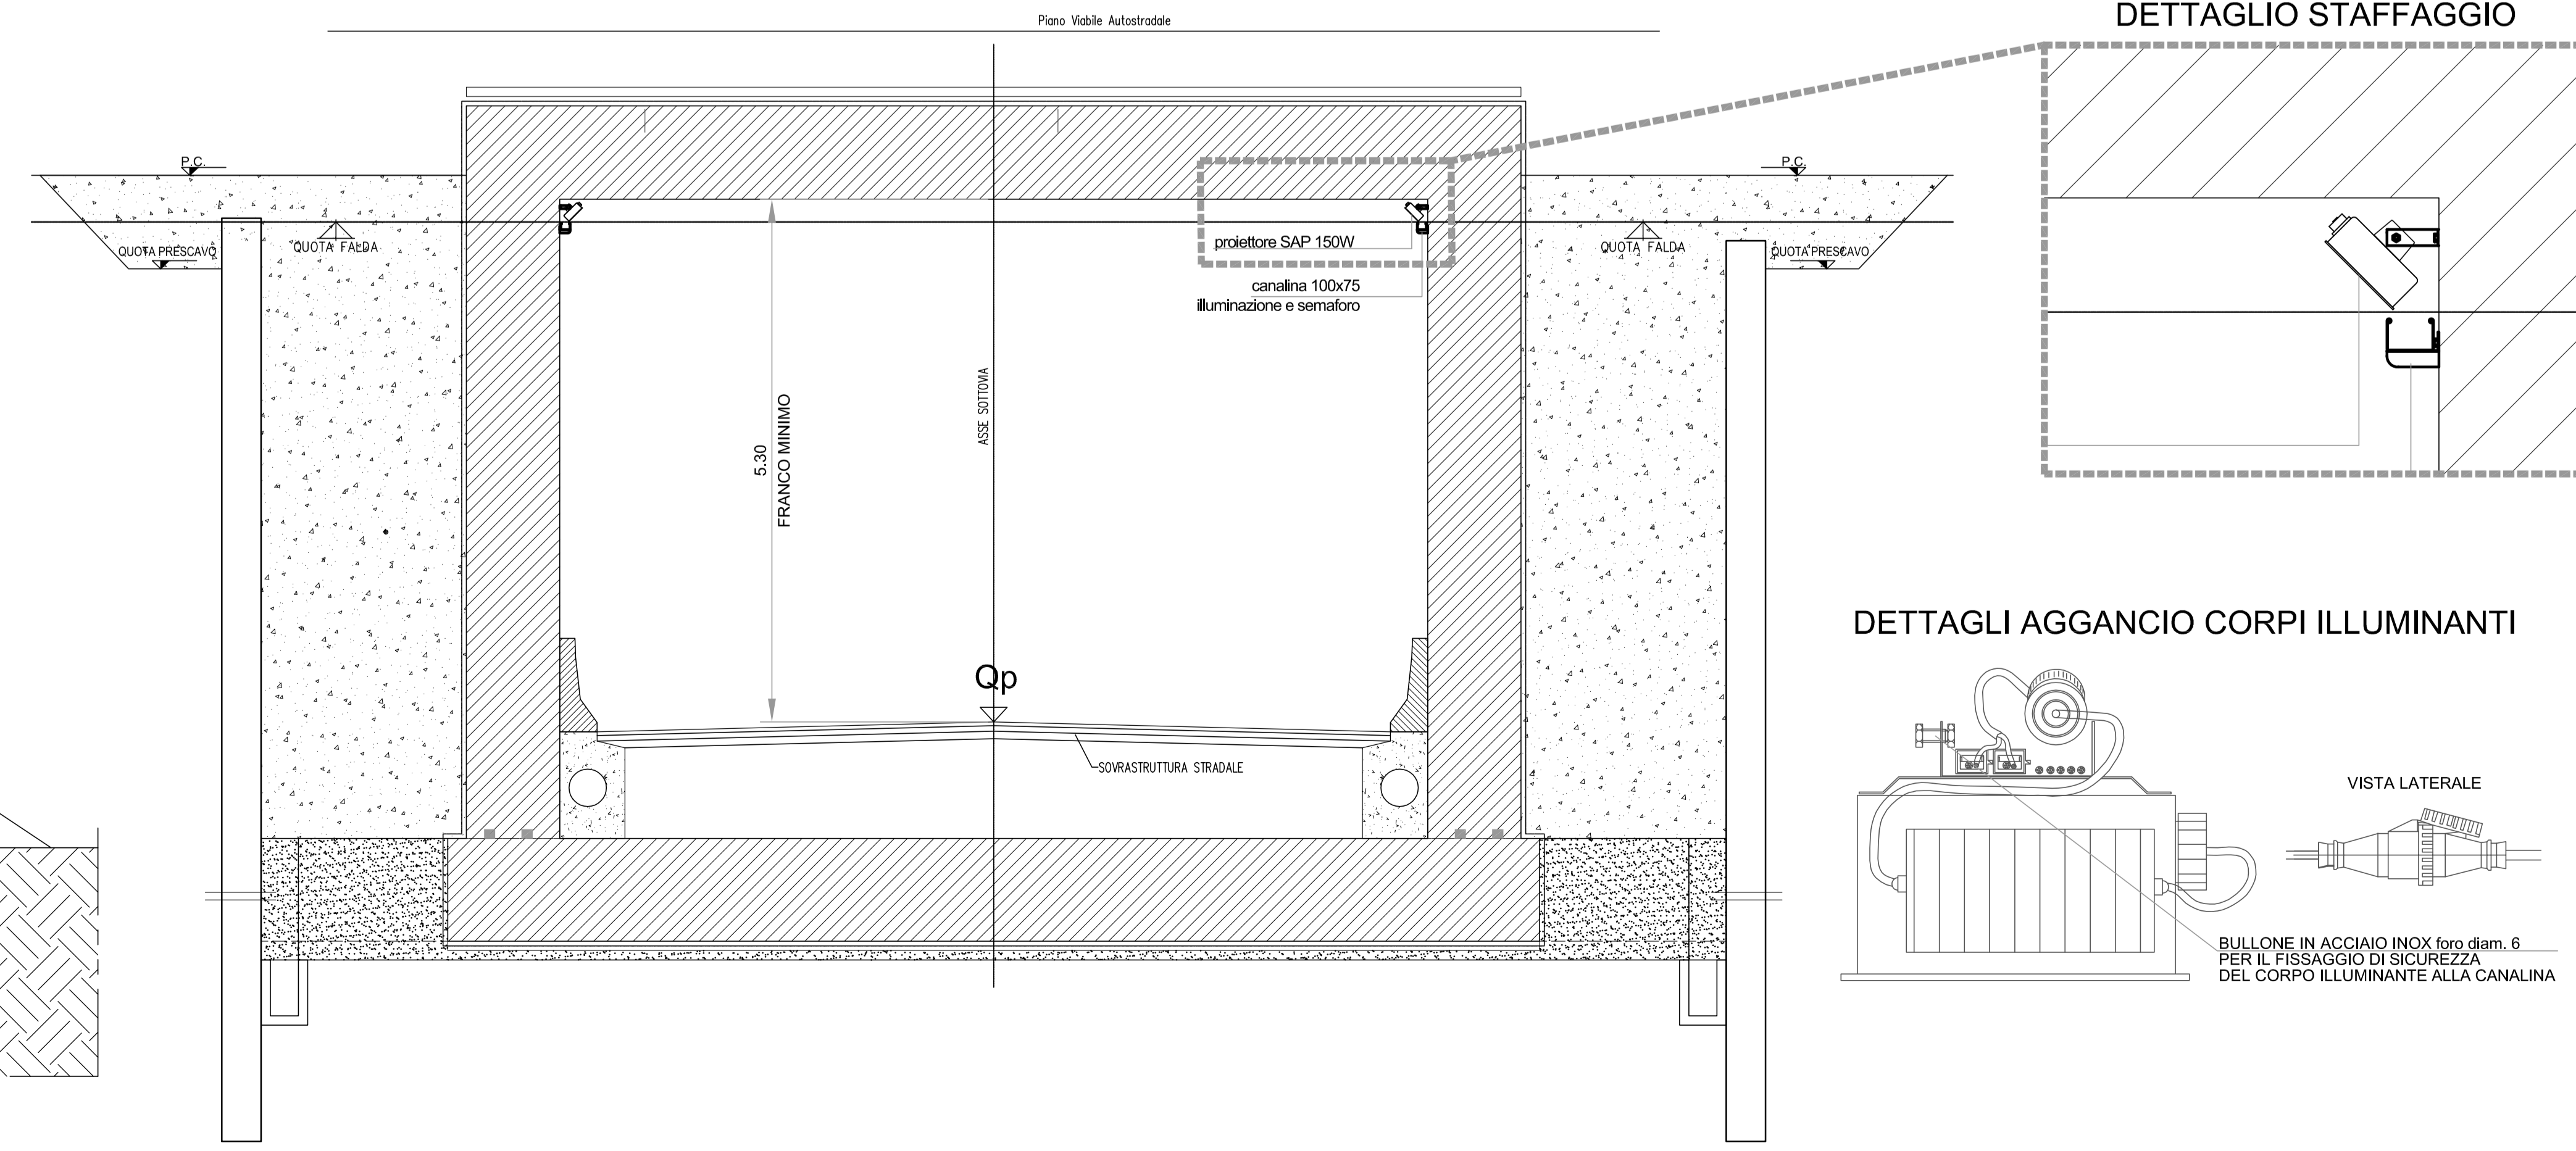 Piano Viabile Autostradale
DETTAGLIO STAFFAGGIO
P.C.
P.C.
QUOTA PRESCAVO
QUOTA FALDA
proiettore SAP 150W
QUOTA FALDA
QUOTA PRESCAVO
canalina 100x75
illuminazione e semaforo
5.30
FRANCO MINIMO
ASSE SOTTOVIA
DETTAGLI AGGANCIO CORPI ILLUMINANTI
Qp
SOVRASTRUTTURA STRADALE
VISTA LATERALE
BULLONE IN ACCIAIO INOX foro diam. 6
PER IL FISSAGGIO DI SICUREZZA
DEL CORPO ILLUMINANTE ALLA CANALINA